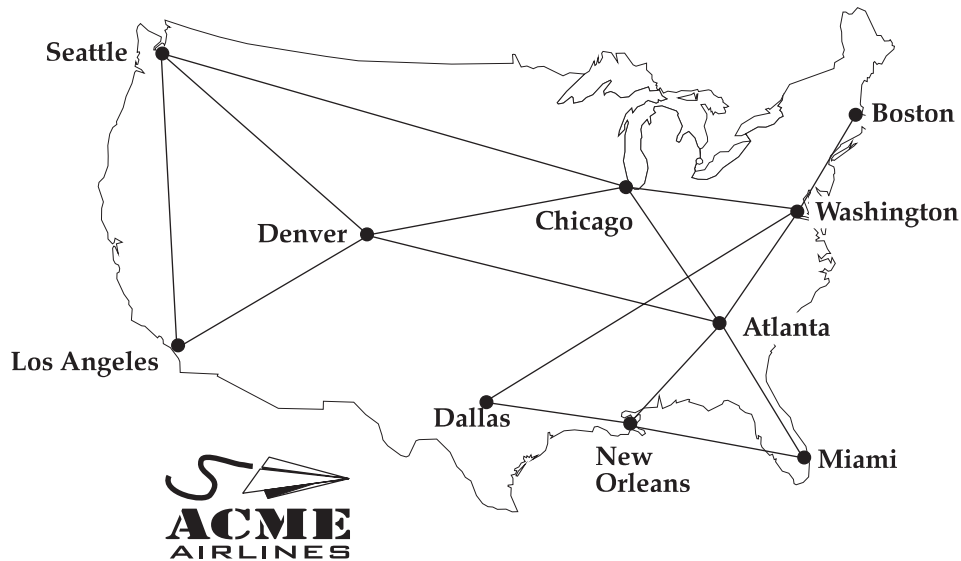 Seattle
Boston
Chicago
Washington
Denver
Atlanta
Los Angeles
Dallas
New
Orleans
Miami
ACME
AIRLINES